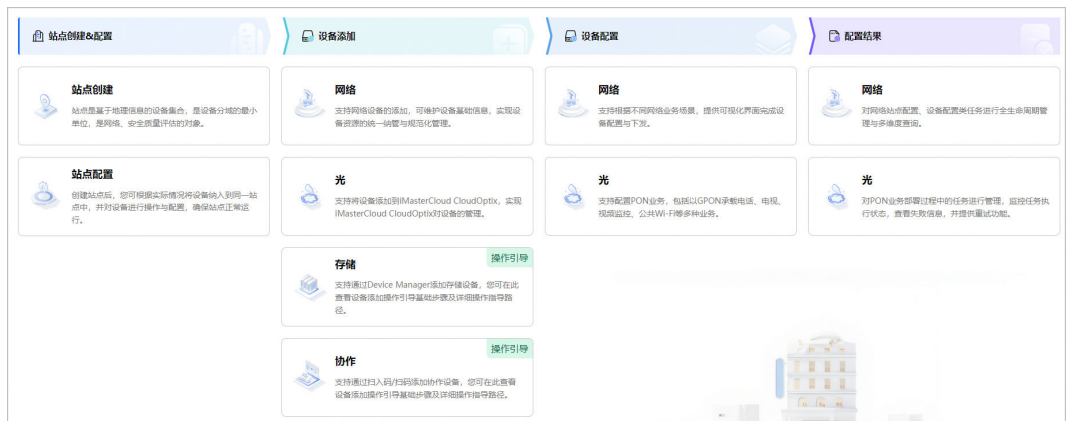 站点创建&配置
设备添加
设备配置
配置结果
站点创建
站点是基于地理信息的设备集合，是设备分域的最小
单位，是网络、安全质量评估的对象。
网络
支持网络设备的添加，可维护设备基础信息，实现设
备资源的统一纳管与规范化管理。
网络
支持根据不同网络业务场景，提供可视化界面完成设
备配置与下发。
网络
对网络站点配置、设备配置类任务进行全生命周期管
理与多维度查询。
站点配置
创建站点后，您可根据实际情况将设备纳入到同一站
点中，并对设备进行操作与配置，确保站点正常运
行。
光
支持将设备添加到iMasterCloud CloudOptix，实现
iMasterCloud CloudOptix对设备的管理。
光
支持配置PON业务，包括以GPON承载电话、电视、
视频监控、公共Wi-Fi等多种业务。
光
对PON业务部署过程中的任务进行管理，监控任务执
行状态，查看失败信息，并提供重试功能。
操作引导
存储
支持通过Device Manager添加存储设备，您可在此
查看设备添加操作引导基础步骤及详细操作指导路
径。
操作引导
协作
支持通过扫入码/扫码添加协作设备，您可在此查看
设备添加操作引导基础步骤及详细操作指导路径。